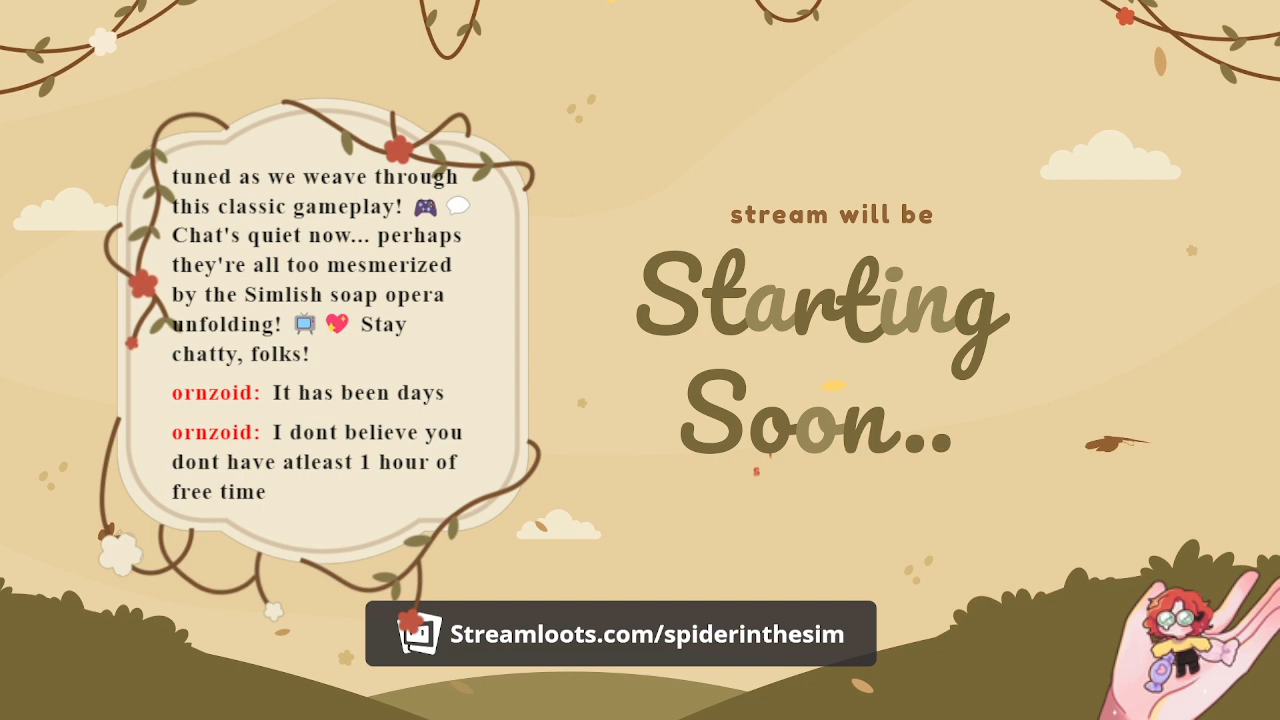 tuned as we weave through
this classic gameplay! 🎮 💬
Chat's quiet now... perhaps
they're all too mesmerized
by the Simlish soap opera
unfolding! 📺 💖 Stay
chatty, folks!
ornzoid: It has been days
ornzoid: I dont believe you
dont have atleast 1 hour of
free time
stream will be
Starting
Soon..
Streamloots.com/spiderinthesim